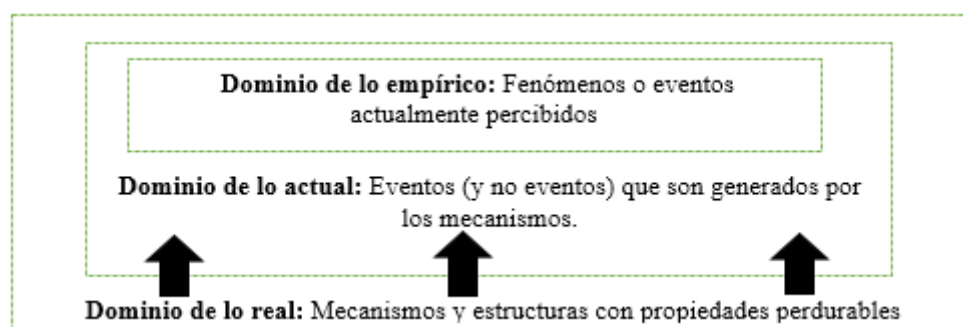 Dominio de lo empírico: Fenómenos o eventos
actualmente percibidos
Dominio de lo actual: Eventos (y no eventos) que son generados por
los mecanismos.
Dominio de lo real: Mecanismos y estructuras con propiedades perdurables